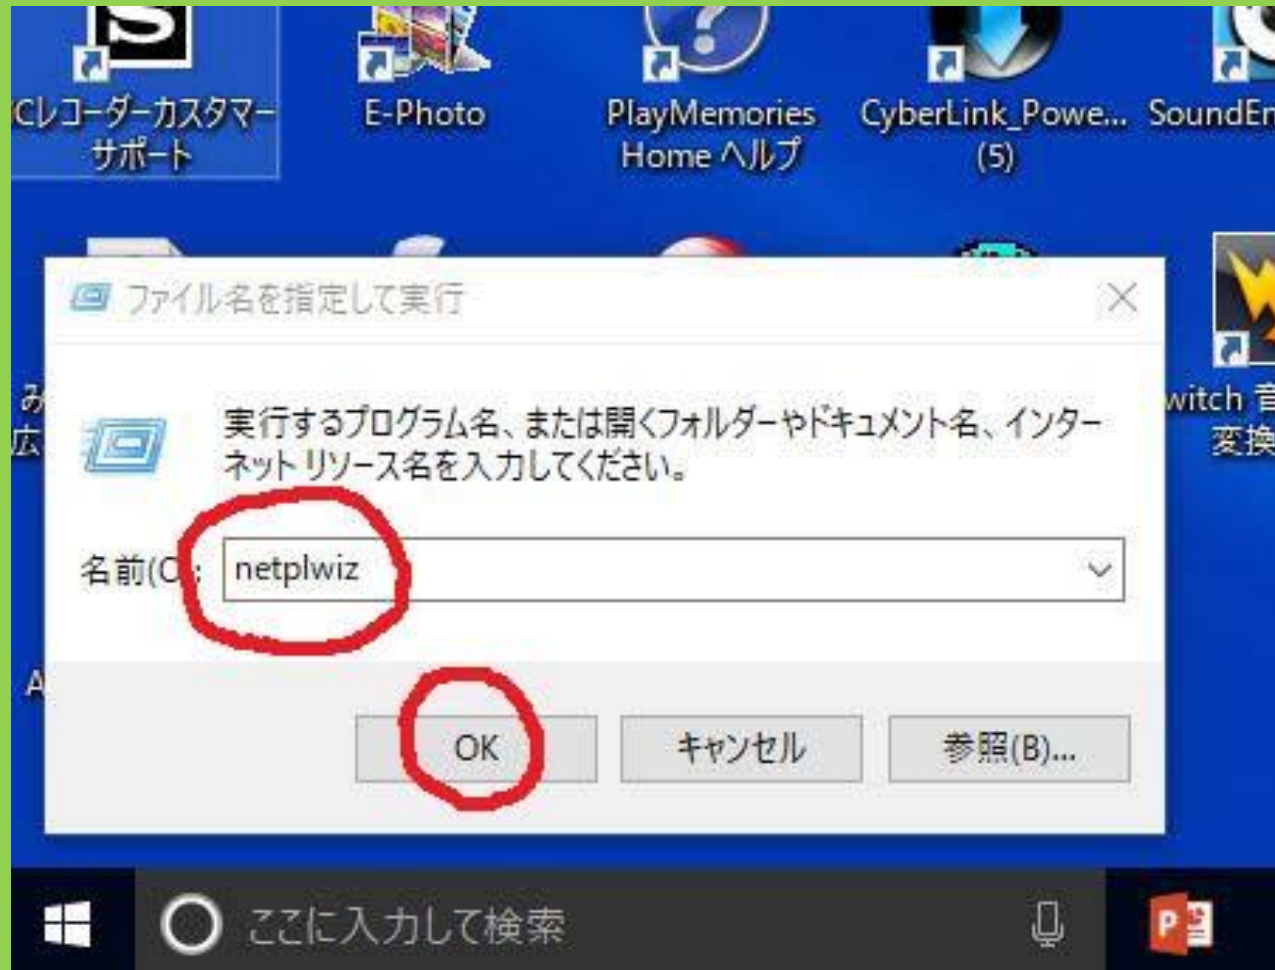 Cレコーダーカスタマー
サポート
E-Photo
PlayMemories
Home ヘルプ
CyberLink_Powe...
(5)
SoundEn
ファイル名を指定して実行
み
広
witch 音
変換
実行するプログラム名、または開くフォルダーやドキュメント名、インター
ネット リソース名を入力してください。
名前(O): netplwiz
A
OK キャンセル 参照(B)...
ここに入力して検索